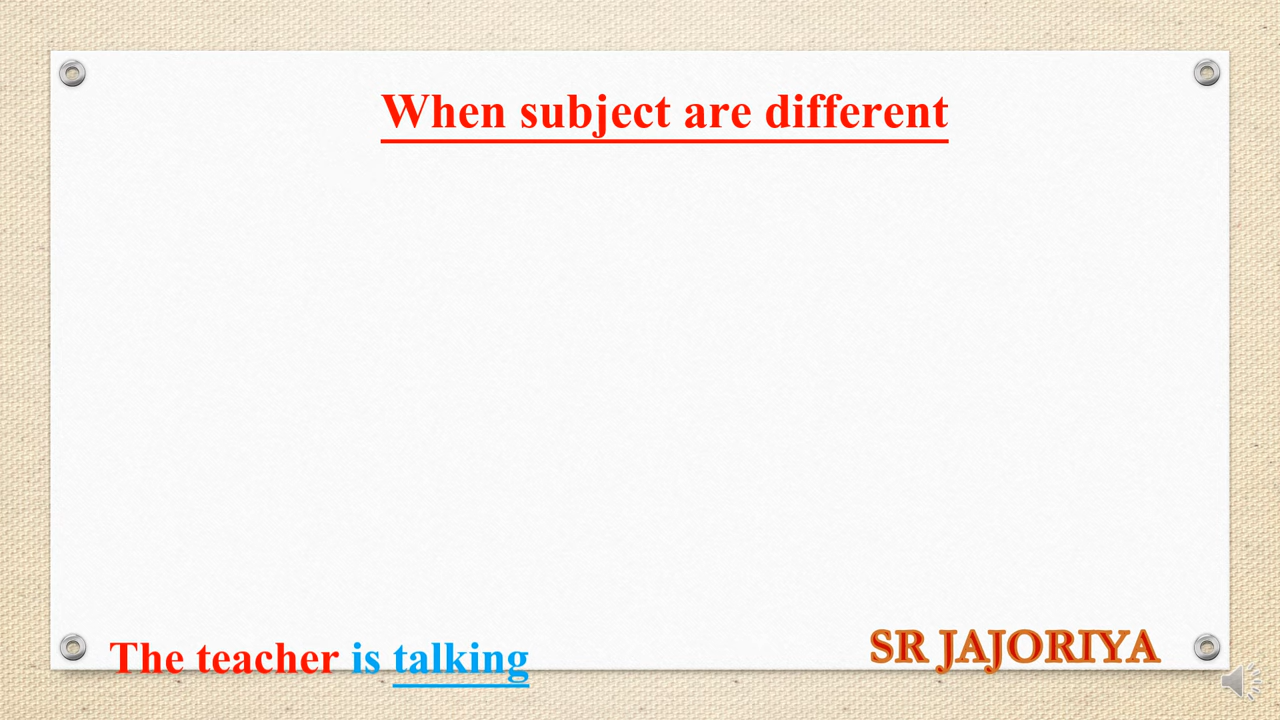 When subject are different
The teacher is talking
SR JAJORIYA